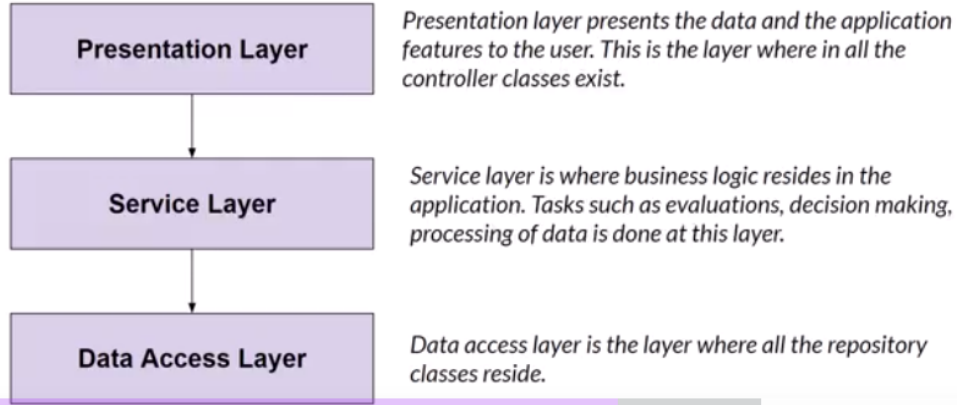 Presentation Layer
Presentation layer presents the data and the application
features to the user. This is the layer where in all the
controller classes exist.
Service Layer
Service layer is where business logic resides in the
application. Tasks such as evaluations, decision making,
processing of data is done at this layer.
Data Access Layer
Data access layer is the layer where all the repository
classes reside.